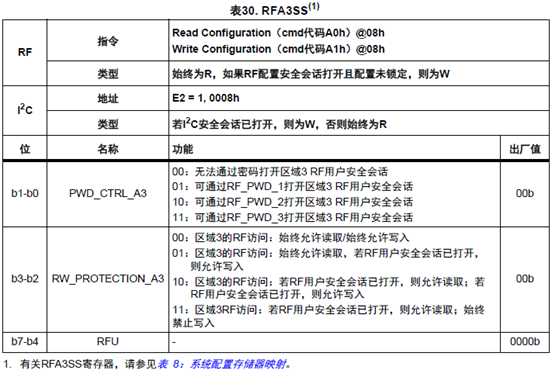 表30. RFA3SS(1)
RF
指令
Read Configuration（cmd代码A0h）@08h
Write Configuration（cmd代码A1h）@08h
类型
始终为R，如果RF配置安全会话打开且配置未锁定，则为W
I2C
地址
E2 = 1, 0008h
类型
若I2C安全会话已打开，则为W，否则始终为R
位 名称 功能 出厂值
b1-b0
PWD_CTRL_A3
00：无法通过密码打开区域3 RF用户安全会话
01：可通过RF_PWD_1打开区域3 RF用户安全会话
10：可通过RF_PWD_2打开区域3 RF用户安全会话
11：可通过RF_PWD_3打开区域3 RF用户安全会话
00b
b3-b2
RW_PROTECTION_A3
00：区域3的RF访问：始终允许读取/始终允许写入
01：区域3的RF访问：始终允许读取，若RF用户安全会话已打开，
则允许写入
10：区域3的RF访问：若RF用户安全会话已打开，则允许读取；若
RF用户安全会话已打开，则允许写入
11：区域3RF访问：若RF用户安全会话已打开，则允许读取；始终
禁止写入
00b
b7-b4 RFU - 0000b
1. 有关RFA3SS寄存器，请参见表 8：系统配置存储器映射。